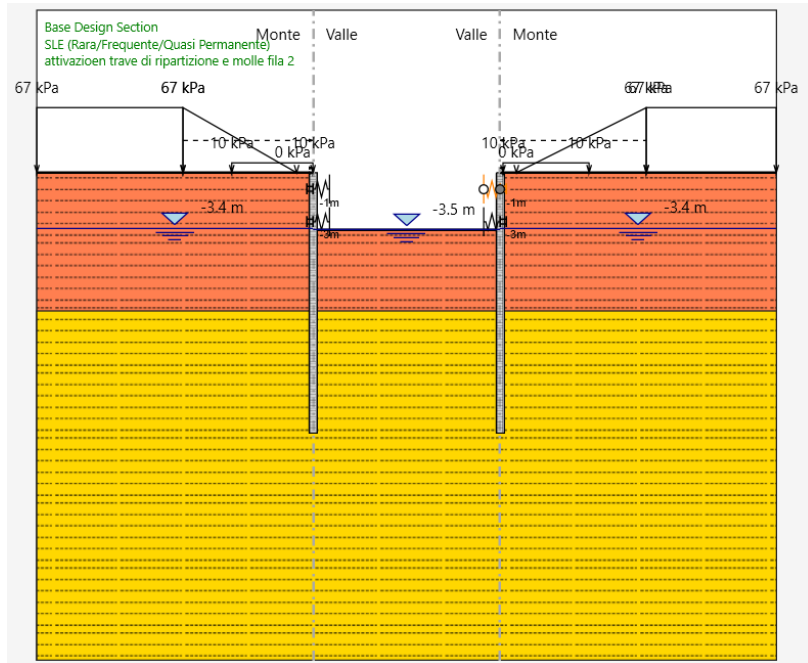 Base Design Section
SLE (Rara/Frequente/Quasi Permanente)
attivazioen trave di ripartizione e molle fila 2
Monte
Valle
Valle
Monte
67 kPa
67 kPa
67 kPa
67 kPa
10 kPa
10 kPa
0 kPa
10 kPa
0 kPa
10 kPa
-3.4 m
-1m
-3m
-3.5 m
-1m
-3m
-3.4 m